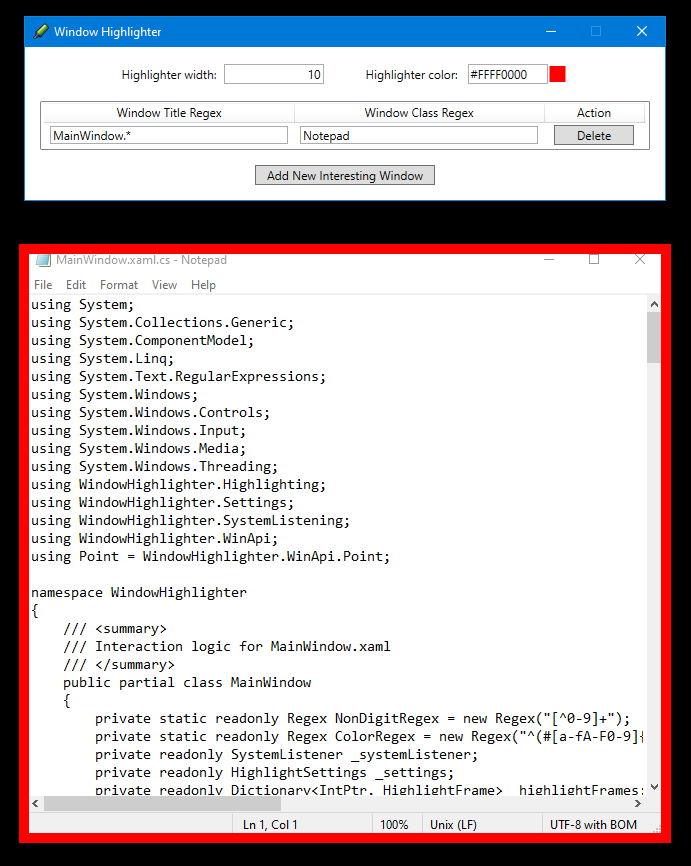 Window Highlighter
Highlighter width: 10 Highlighter color: #FFFF0000
Window Title Regex Window Class Regex Action
MainWindow.* Notepad Delete
Add New Interesting Window
MainWindow.xaml.cs - Notepad
File Edit Format View Help
using System;
using System.Collections.Generic;
using System.ComponentModel;
using System.Linq;
using System.Text.RegularExpressions;
using System.Windows;
using System.Windows.Controls;
using System.Windows.Input;
using System.Windows.Media;
using System.Windows.Threading;
using WindowHighlighter.Highlighting;
using WindowHighlighter.Settings;
using WindowHighlighter.SystemListening;
using WindowHighlighter.WinApi;
using Point = WindowHighlighter.WinApi.Point;
namespace WindowHighlighter
{
/// <summary>
/// Interaction logic for MainWindow.xaml
/// </summary>
public partial class MainWindow
{
private static readonly Regex NonDigitRegex = new Regex("[^0-9]+");
private static readonly Regex ColorRegex = new Regex("^(#[a-fA-F0-9]{
private readonly SystemListener _systemListener;
private readonly HighlightSettings _settings;
private readonly Dictionary<IntPtr, HighlightFrame> _highlightFrames;
Ln 1, Col 1 100% Unix (LF) UTF-8 with BOM